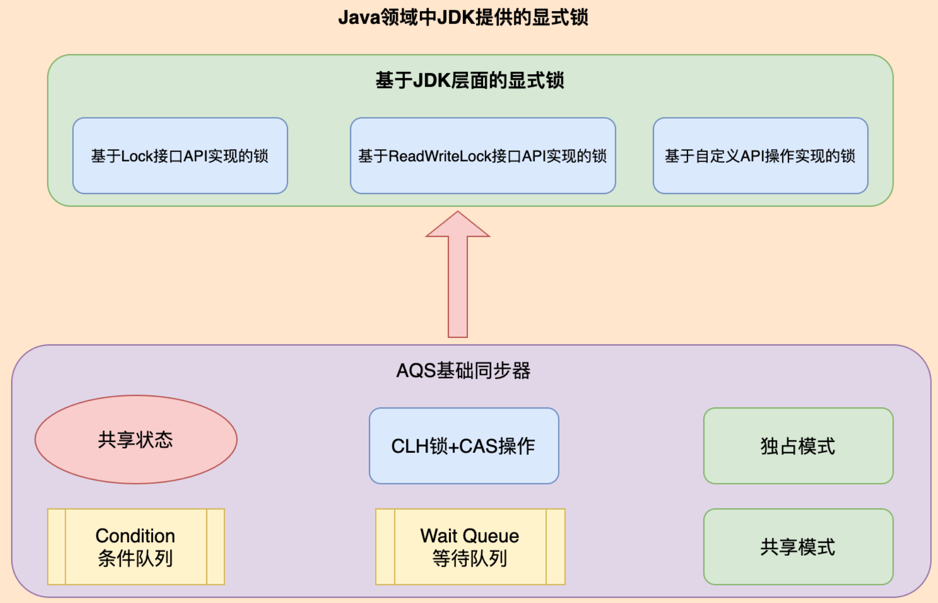 Java领域中JDK提供的显式锁
基于JDK层面的显式锁
基于Lock接口API实现的锁
基于ReadWriteLock接口API实现的锁
基于自定义API操作实现的锁
AQS基础同步器
共享状态
CLH锁+CAS操作
独占模式
Condition
条件队列
Wait Queue
等待队列
共享模式